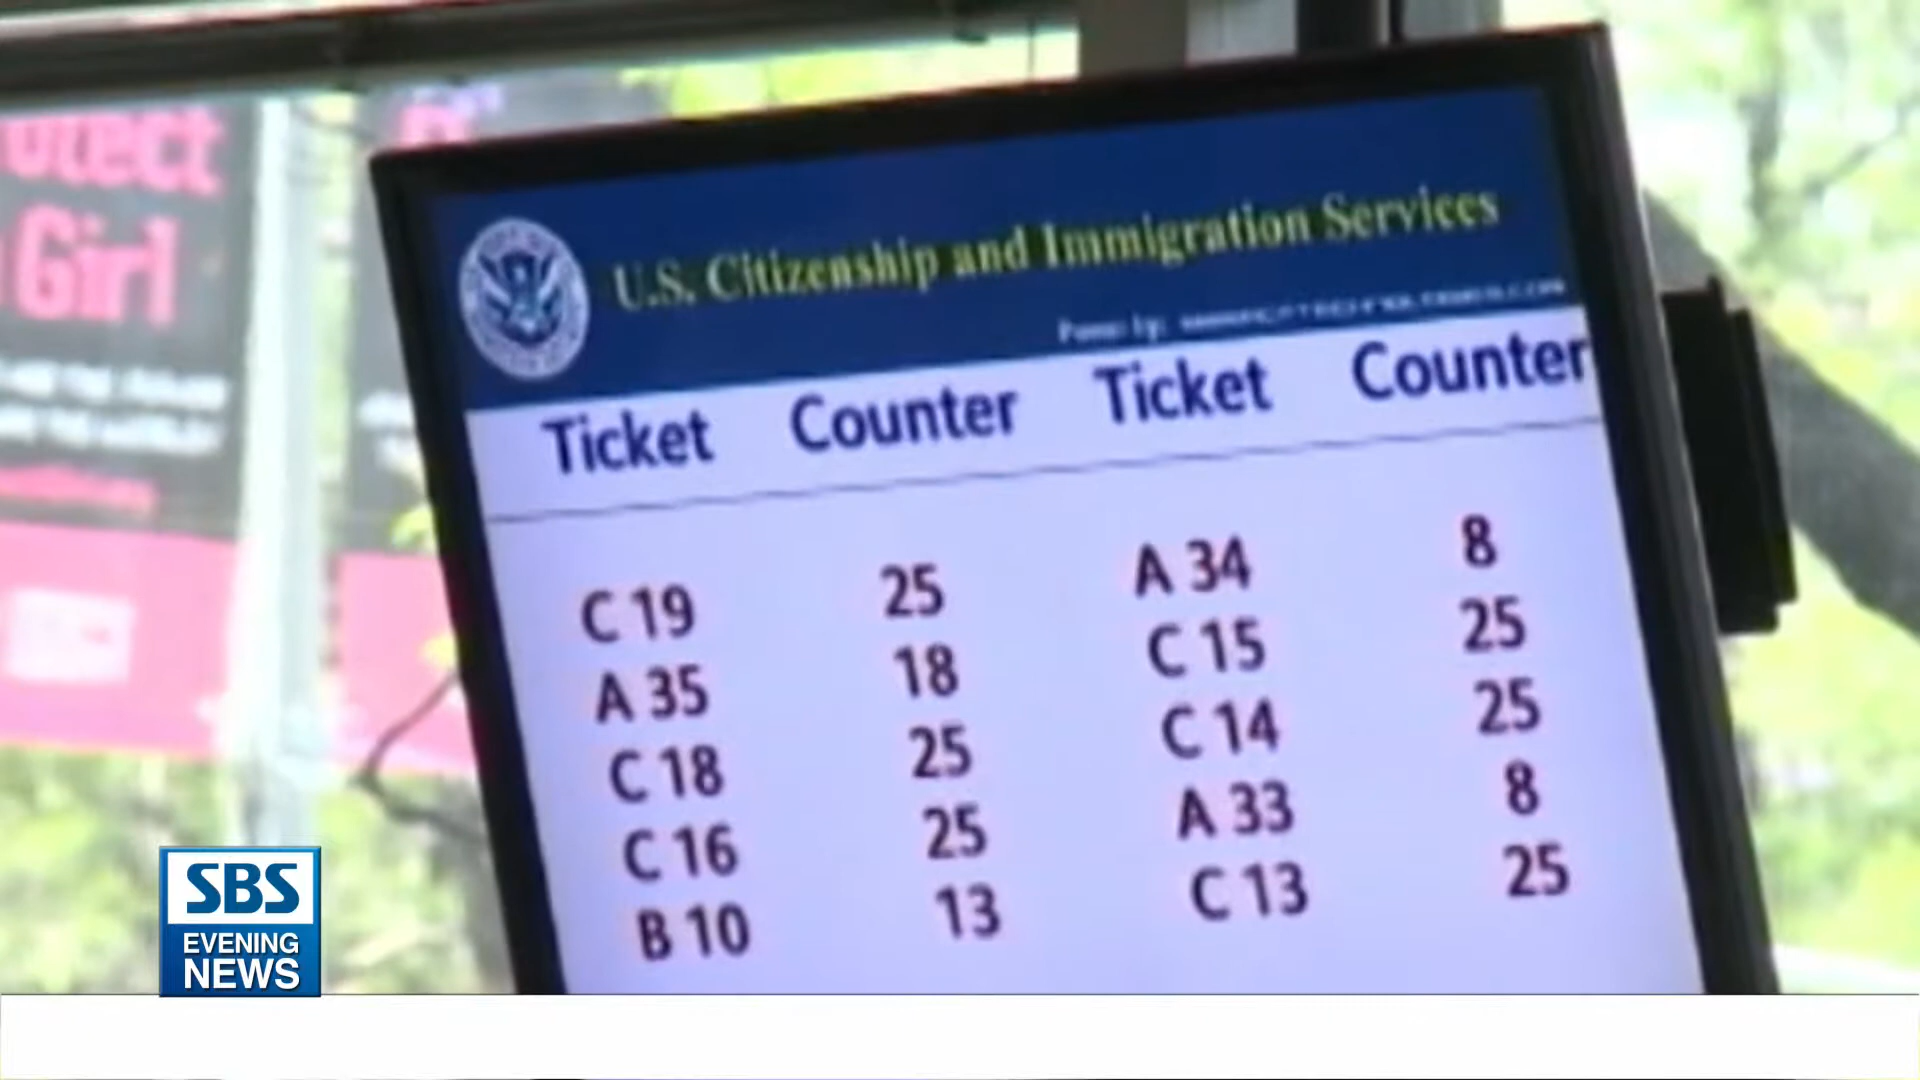 otect
Girl
U.S. Citizenship and Immigration Services
Ticket Counter Ticket Counter
C 19 25 A 34 8
A 35 18 C 15 25
C 18 25 C 14 25
C 16 25 A 33 8
B 10 13 C 13 25
SBS
EVENING
NEWS